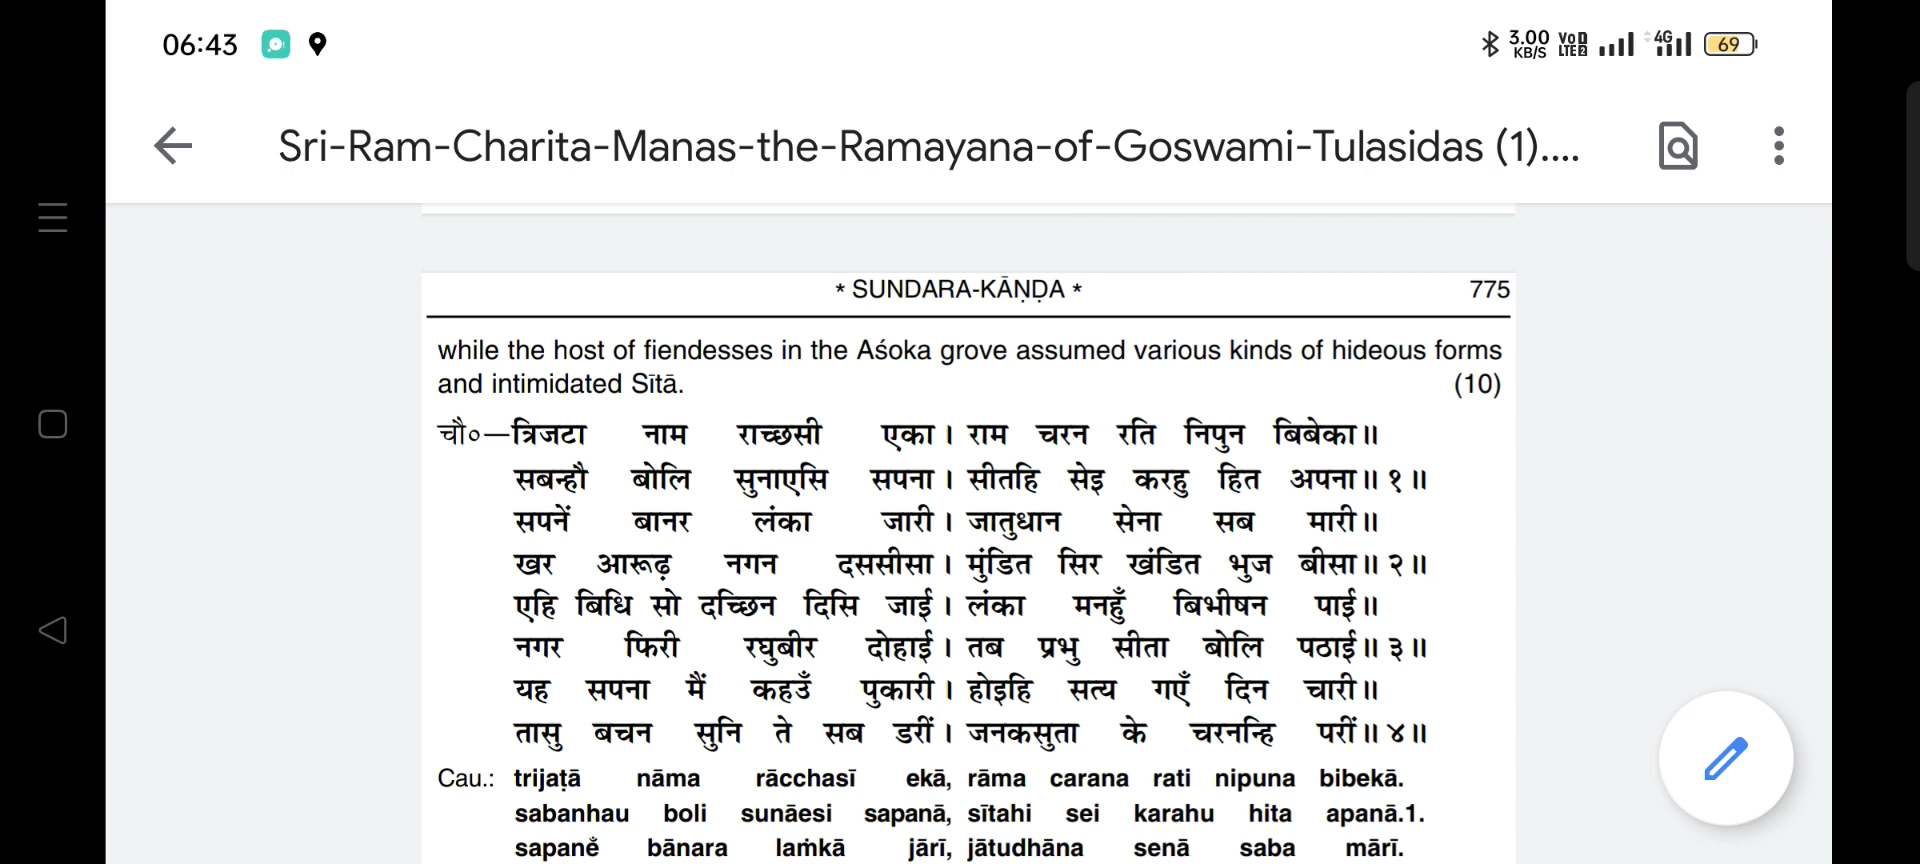 06:43
3.00 KB/S VoD LTE2 4G 69
Sri-Ram-Charita-Manas-the-Ramayana-of-Goswami-Tulasidas (1)....
* SUNDARA-KĀṆḌA * 775
while the host of fiendesses in the Aśoka grove assumed various kinds of hideous forms
and intimidated Sītā. (10)
चौ०—त्रिजटा नाम राच्छसी एका। राम चरन रति निपुन बिबेका॥
सबन्हौ बोलि सुनाएसि सपना। सीतहि सेइ करहु हित अपना॥ १॥
सपनें बानर लंका जारी। जातुधान सेना सब मारी॥
खर आरूढ़ नगन दससीसा। मुंडित सिर खंडित भुज बीसा॥ २॥
एहि बिधि सो दच्छिन दिसि जाई। लंका मनहुँ बिभीषन पाई॥
नगर फिरी रघुबीर दोहाई। तब प्रभु सीता बोलि पठाई॥ ३॥
यह सपना मैं कहउँ पुकारी। होइहि सत्य गएँ दिन चारी॥
तासु बचन सुनि ते सब डरीं। जनकसुता के चरनन्हि परीं॥ ४॥
Cau.: trijaṭā nāma rācchasī ekā, rāma carana rati nipuna bibekā.
sabanhau boli sunāesi sapanā, sītahi sei karahu hita apanā.1.
sapanẻ̃ bānara laṁkā jārī, jātudhāna senā saba mārī.